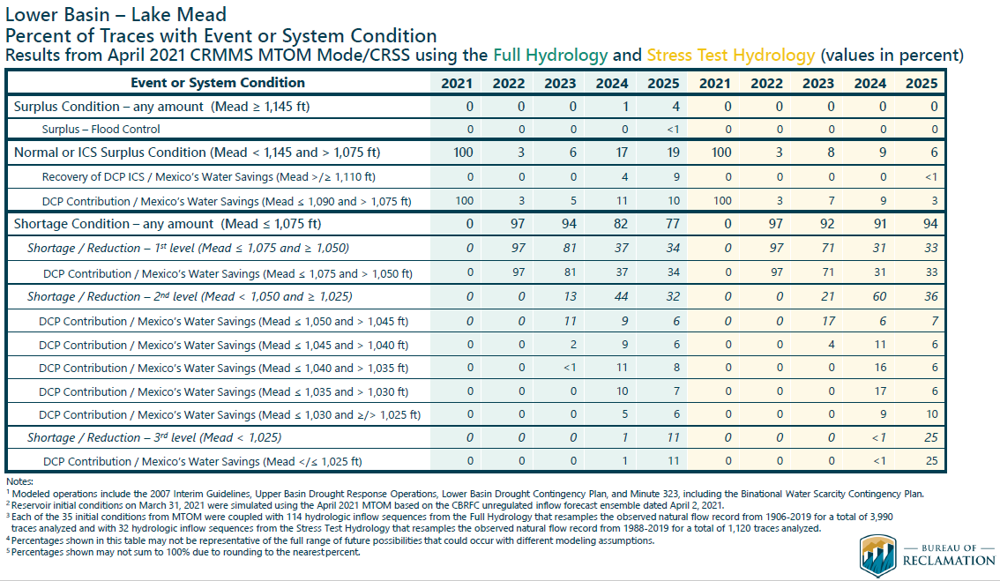 Lower Basin – Lake Mead
Percent of Traces with Event or System Condition
Results from April 2021 CRMMS MTOM Mode/CRSS using the Full Hydrology and Stress Test Hydrology (values in percent)
Event or System Condition 2021 2022 2023 2024 2025 2021 2022 2023 2024 2025
Surplus Condition – any amount (Mead ≥ 1,145 ft) 0 0 0 1 4 0 0 0 0 0
Surplus – Flood Control 0 0 0 0 <1 0 0 0 0 0
Normal or ICS Surplus Condition (Mead < 1,145 and > 1,075 ft) 100 3 6 17 19 100 3 8 9 6
Recovery of DCP ICS / Mexico's Water Savings (Mead >/≥ 1,110 ft) 0 0 0 4 9 0 0 0 0 <1
DCP Contribution / Mexico's Water Savings (Mead ≤ 1,090 and > 1,075 ft) 100 3 5 11 10 100 3 7 9 3
Shortage Condition – any amount (Mead ≤ 1,075 ft) 0 97 94 82 77 0 97 92 91 94
Shortage / Reduction – 1st level (Mead ≤ 1,075 and ≥ 1,050) 0 97 81 37 34 0 97 71 31 33
DCP Contribution / Mexico's Water Savings (Mead ≤ 1,075 and > 1,050 ft) 0 97 81 37 34 0 97 71 31 33
Shortage / Reduction – 2nd level (Mead < 1,050 and ≥ 1,025) 0 0 13 44 32 0 0 21 60 36
DCP Contribution / Mexico's Water Savings (Mead ≤ 1,050 and > 1,045 ft) 0 0 11 9 6 0 0 17 6 7
DCP Contribution / Mexico's Water Savings (Mead ≤ 1,045 and > 1,040 ft) 0 0 2 9 6 0 0 4 11 6
DCP Contribution / Mexico's Water Savings (Mead ≤ 1,040 and > 1,035 ft) 0 0 <1 11 8 0 0 0 16 6
DCP Contribution / Mexico's Water Savings (Mead ≤ 1,035 and > 1,030 ft) 0 0 0 10 7 0 0 0 17 6
DCP Contribution / Mexico's Water Savings (Mead ≤ 1,030 and ≥/> 1,025 ft) 0 0 0 5 6 0 0 0 9 10
Shortage / Reduction – 3rd level (Mead < 1,025) 0 0 0 1 11 0 0 0 <1 25
DCP Contribution / Mexico's Water Savings (Mead </≤ 1,025 ft) 0 0 0 1 11 0 0 0 <1 25
Notes:
1 Modeled operations include the 2007 Interim Guidelines, Upper Basin Drought Response Operations, Lower Basin Drought Contingency Plan, and Minute 323, including the Binational Water Scarcity Contingency Plan.
2 Reservoir initial conditions on March 31, 2021 were simulated using the April 2021 MTOM based on the CBRFC unregulated inflow forecast ensemble dated April 2, 2021.
3 Each of the 35 initial conditions from MTOM were coupled with 114 hydrologic inflow sequences from the Full Hydrology that resamples the observed natural flow record from 1906-2019 for a total of 3,990
traces analyzed and with 32 hydrologic inflow sequences from the Stress Test Hydrology that resamples the observed natural flow record from 1988-2019 for a total of 1,120 traces analyzed.
4 Percentages shown in this table may not be representative of the full range of future possibilities that could occur with different modeling assumptions.
5 Percentages shown may not sum to 100% due to rounding to the nearest percent.
BUREAU OF
RECLAMATION